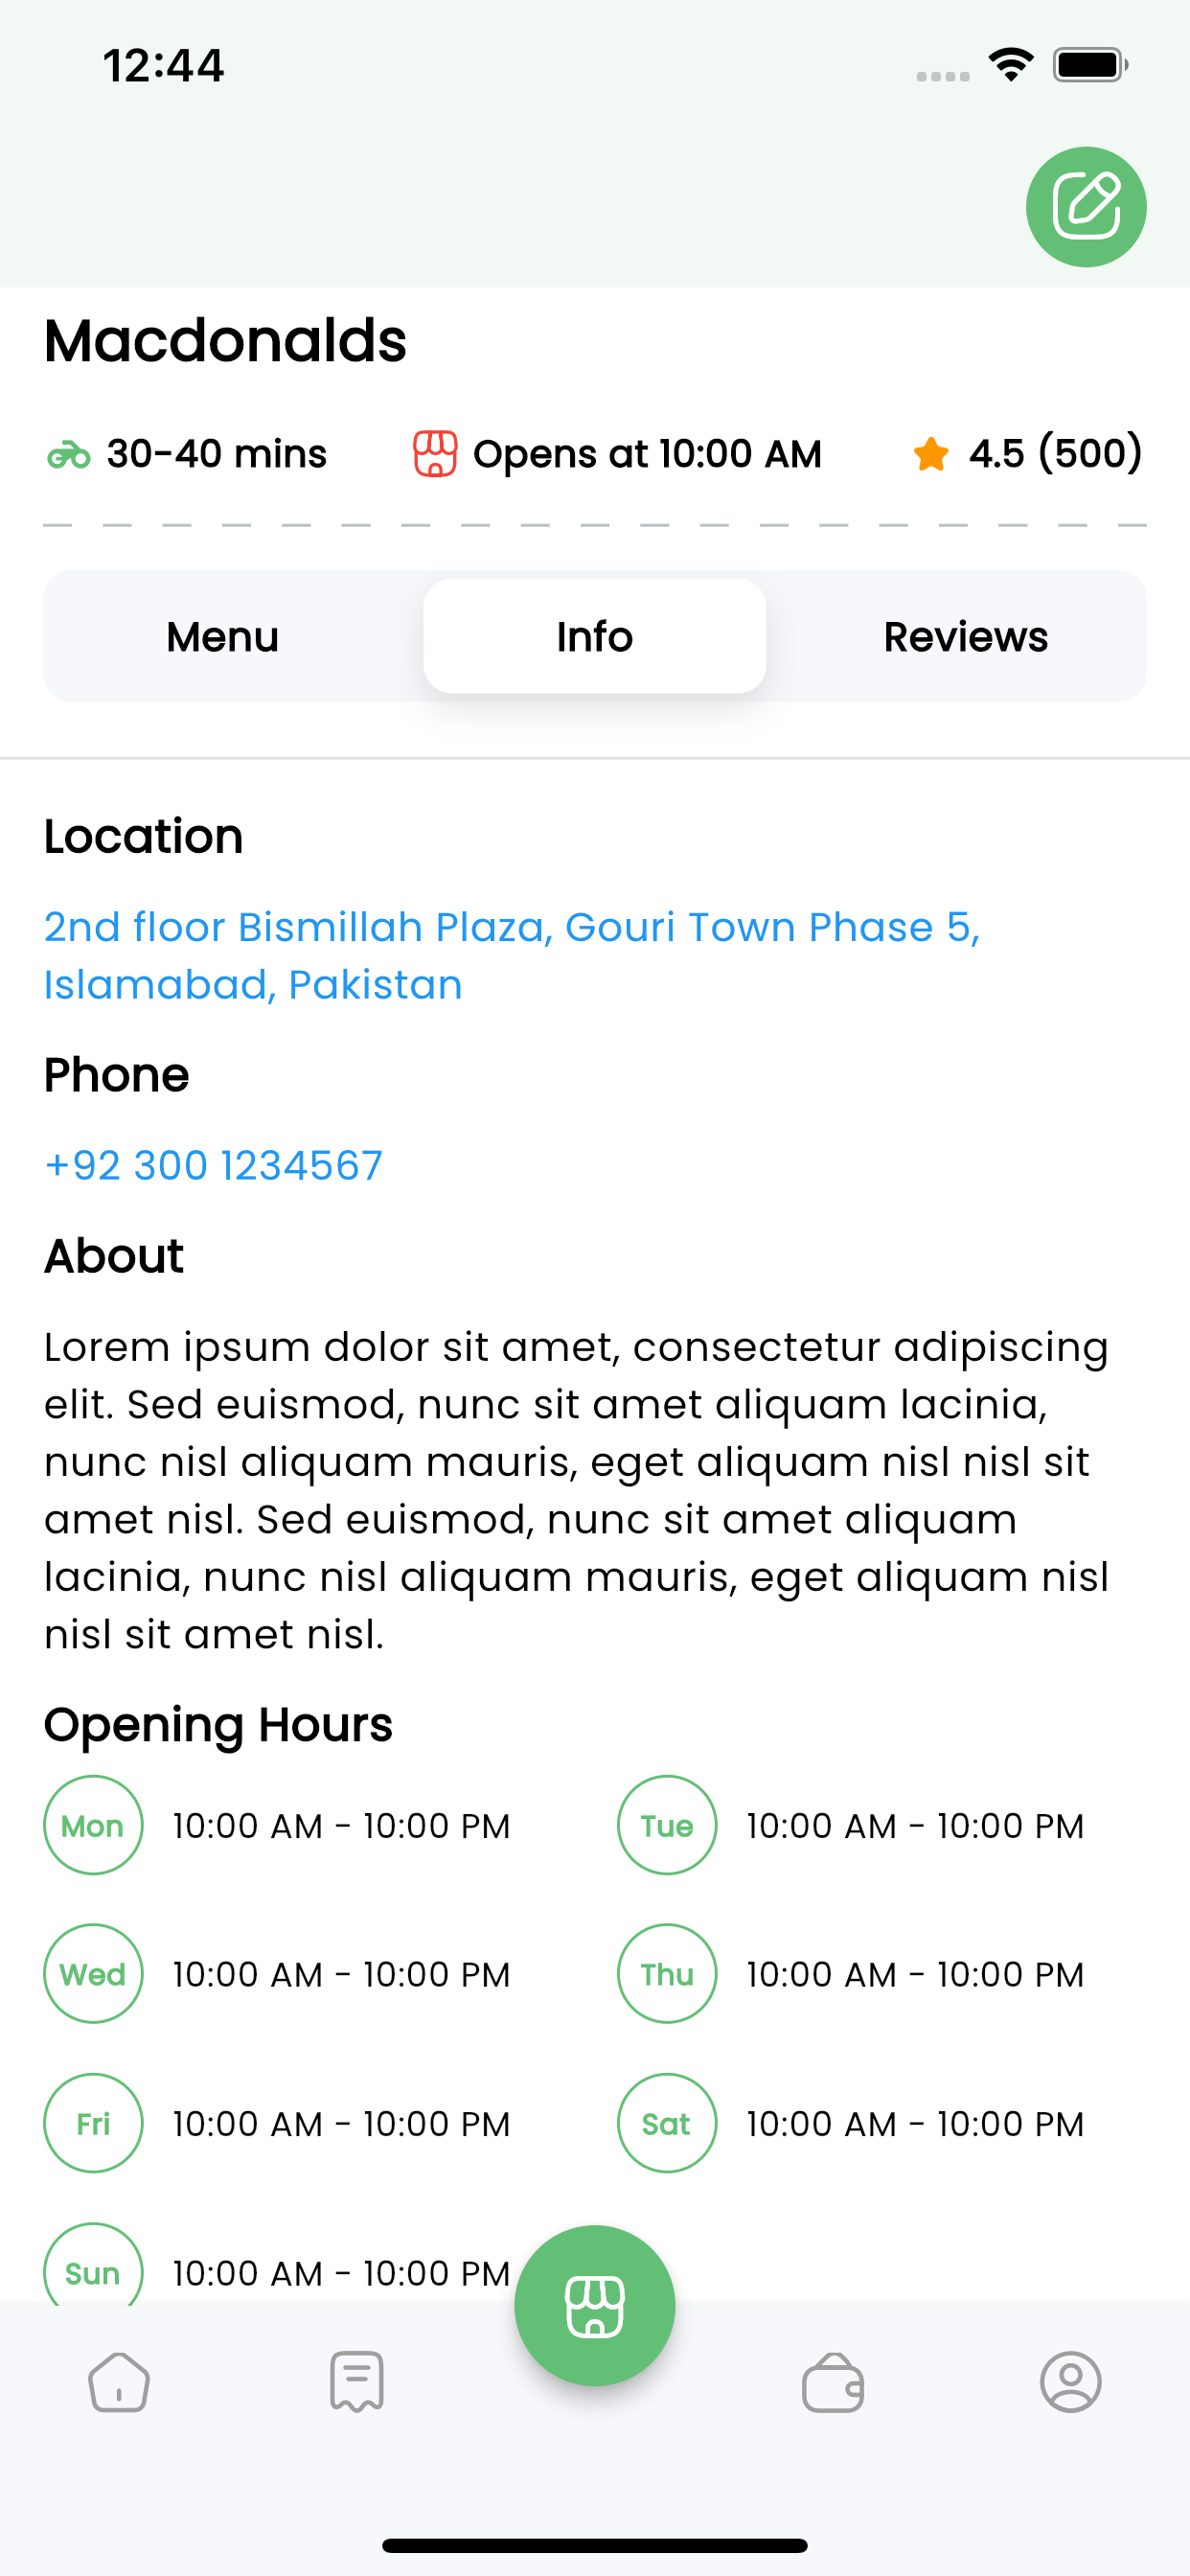 12:44
Macdonalds
30-40 mins Opens at 10:00 AM 4.5 (500)
Menu Info Reviews
Location
2nd floor Bismillah Plaza, Gouri Town Phase 5,
Islamabad, Pakistan
Phone
+92 300 1234567
About
Lorem ipsum dolor sit amet, consectetur adipiscing
elit. Sed euismod, nunc sit amet aliquam lacinia,
nunc nisl aliquam mauris, eget aliquam nisl nisl sit
amet nisl. Sed euismod, nunc sit amet aliquam
lacinia, nunc nisl aliquam mauris, eget aliquam nisl
nisl sit amet nisl.
Opening Hours
Mon 10:00 AM - 10:00 PM Tue 10:00 AM - 10:00 PM
Wed 10:00 AM - 10:00 PM Thu 10:00 AM - 10:00 PM
Fri 10:00 AM - 10:00 PM Sat 10:00 AM - 10:00 PM
Sun 10:00 AM - 10:00 PM